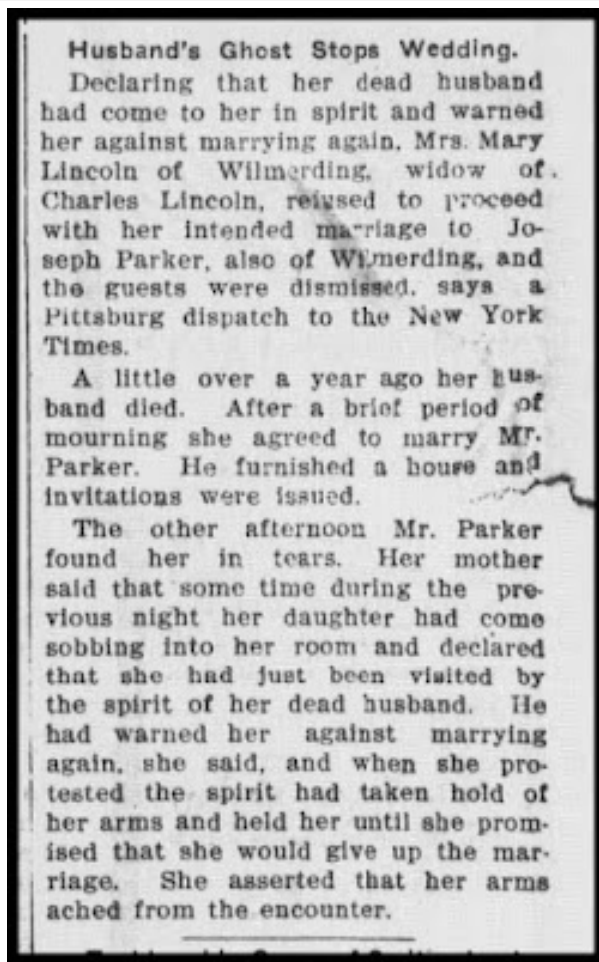 Husband's Ghost Stops Wedding.
Declaring that her dead husband
had come to her in spirit and warned
her against marrying again, Mrs. Mary
Lincoln of Wilmerding, widow of
Charles Lincoln, refused to proceed
with her intended marriage to Jo-
seph Parker, also of Wilmerding, and
the guests were dismissed, says a
Pittsburg dispatch to the New York
Times.
A little over a year ago her hus-
band died. After a brief period of
mourning she agreed to marry Mr.
Parker. He furnished a house and
invitations were issued.
The other afternoon Mr. Parker
found her in tears. Her mother
said that some time during the pre-
vious night her daughter had come
sobbing into her room and declared
that she had just been visited by
the spirit of her dead husband. He
had warned her against marrying
again, she said, and when she pro-
tested the spirit had taken hold of
her arms and held her until she prom-
ised that she would give up the mar-
riage. She asserted that her arms
ached from the encounter.